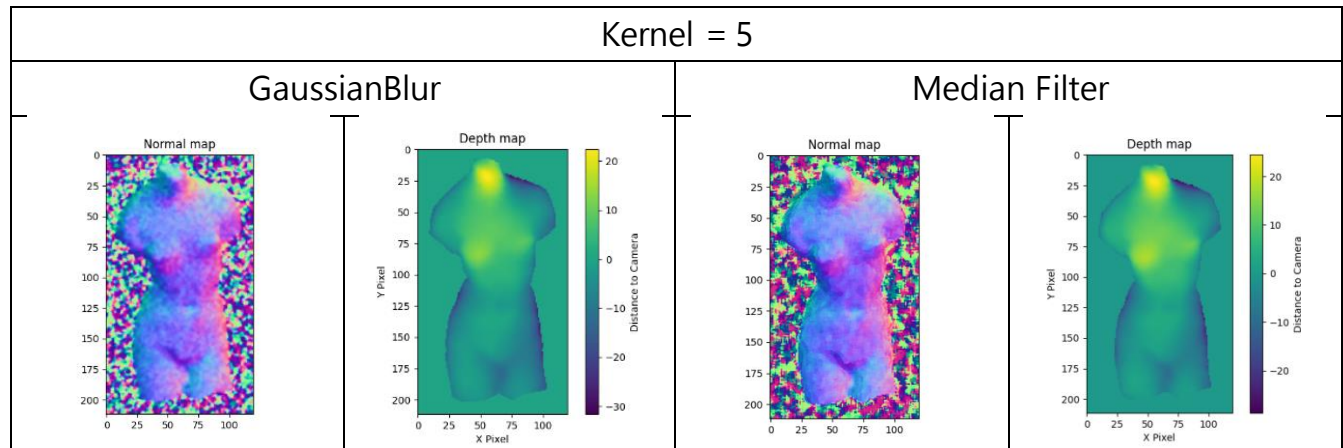 Kernel = 5
GaussianBlur
Median Filter
Normal map
0
25
50
75
100
125
150
175
200
0 25 50 75 100
Depth map
0
25
50
75
100
125
150
175
200
0 25 50 75 100
Y Pixel
X Pixel
20
10
0
−10
−20
−30
Distance to Camera
Normal map
0
25
50
75
100
125
150
175
200
0 25 50 75 100
Depth map
0
25
50
75
100
125
150
175
200
0 25 50 75 100
Y Pixel
X Pixel
20
10
0
−10
−20
Distance to Camera